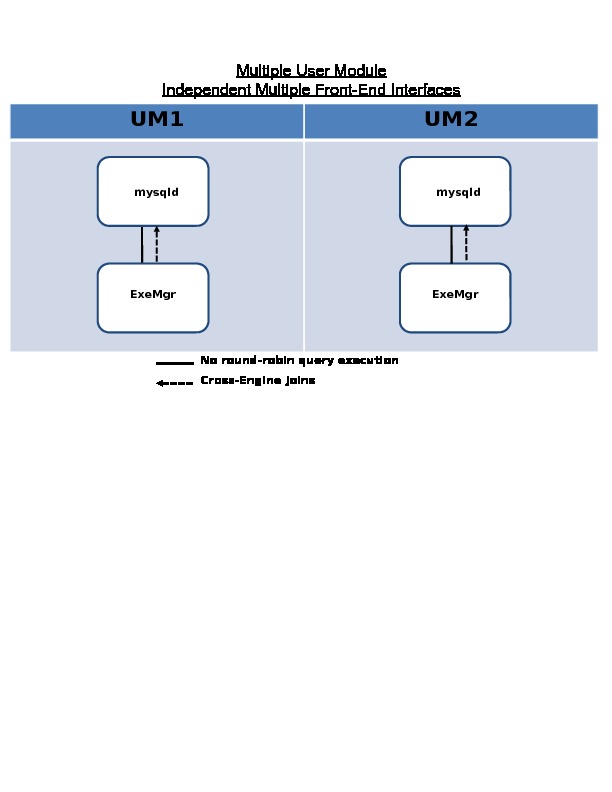 Multiple User Module
Independent Multiple Front-End Interfaces
UM1 UM2
mysqld mysqld
ExeMgr ExeMgr
No round-robin query execution
Cross-Engine Joins